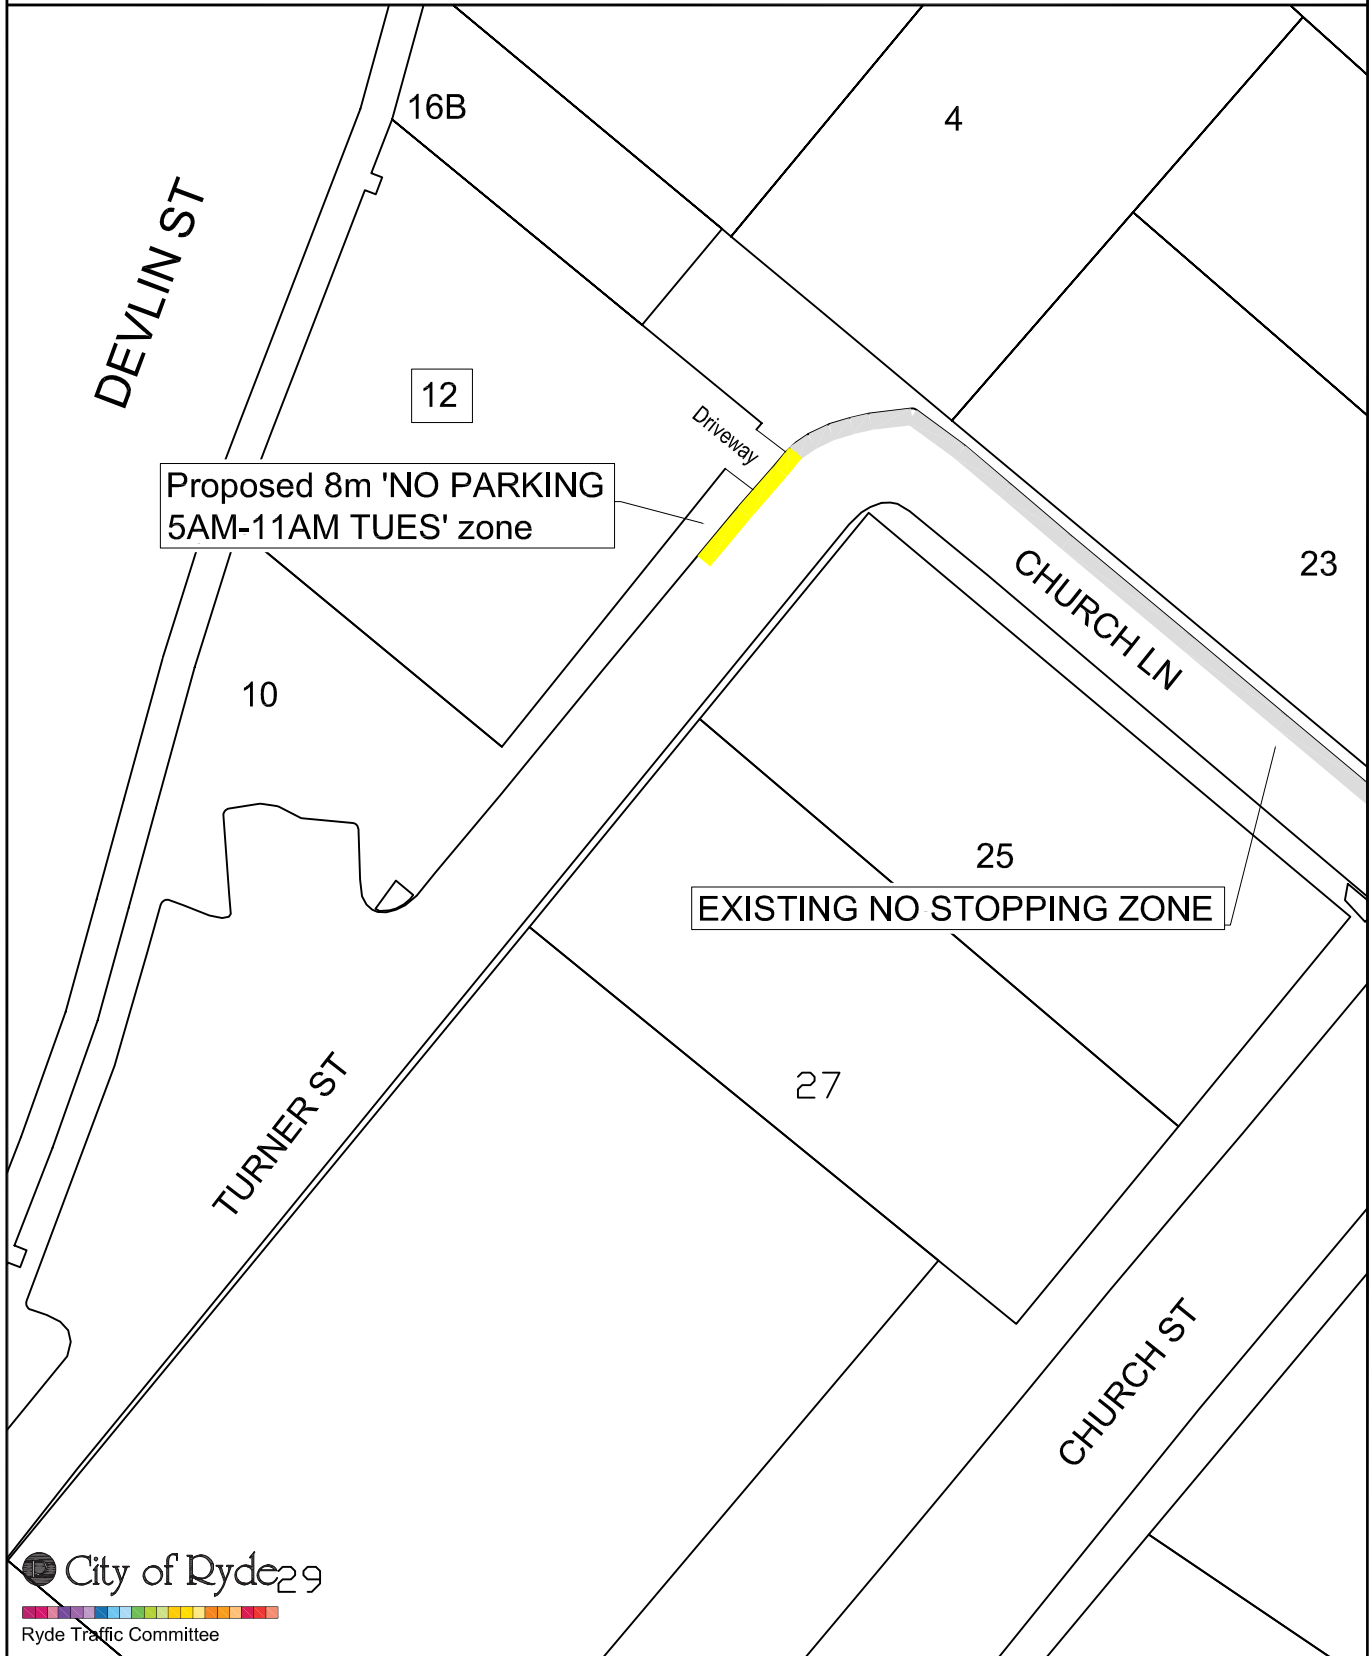 16B
4
DEVLIN ST
12
Driveway
Proposed 8m 'NO PARKING
5AM-11AM TUES' zone
CHURCH LN
23
10
25
EXISTING NO STOPPING ZONE
27
TURNER ST
CHURCH ST
City of Ryde
29
Ryde Traffic Committee